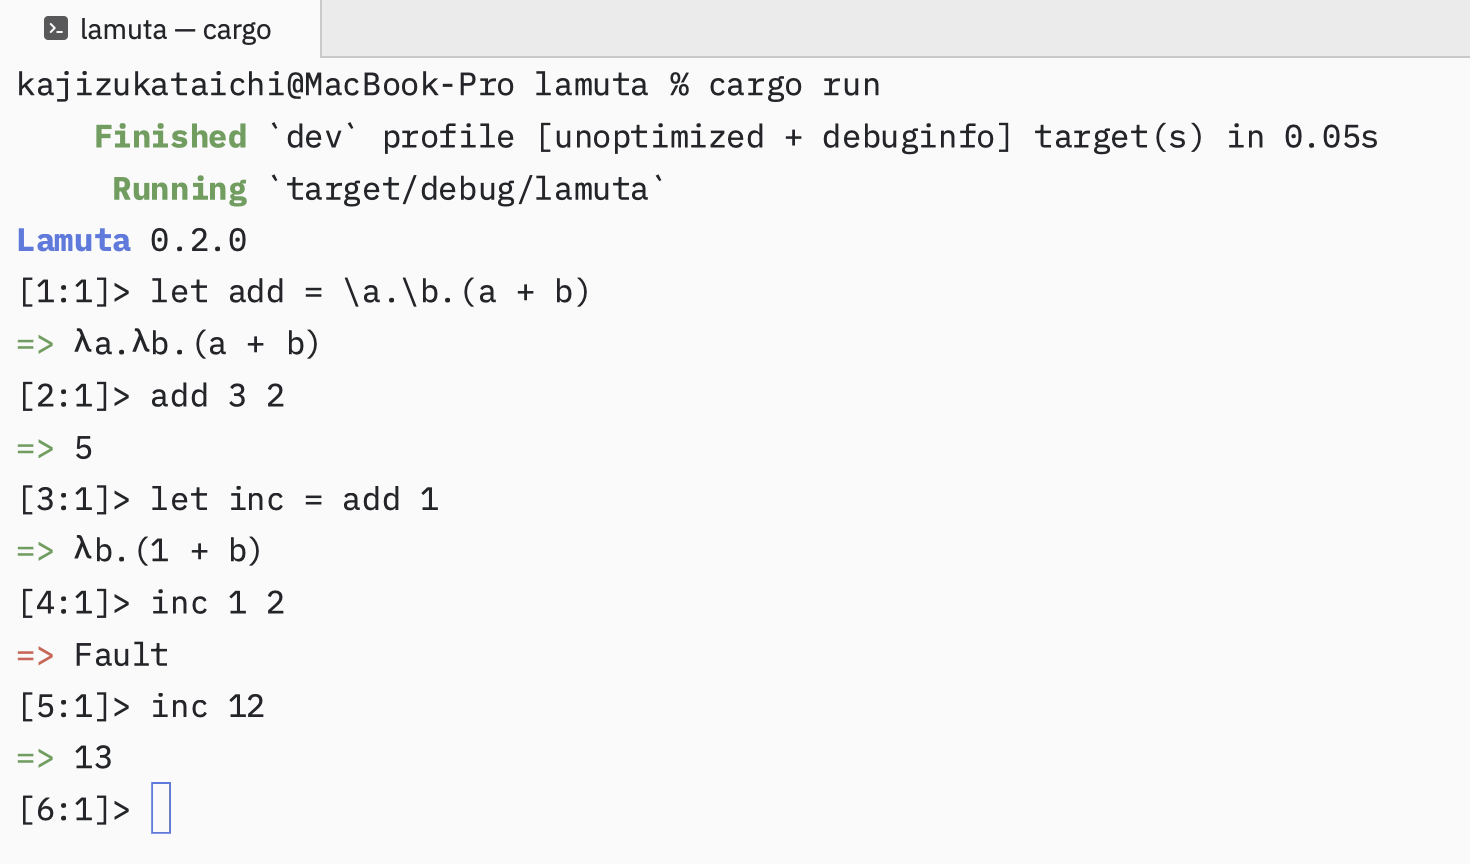 lamuta — cargo
kajizukataichi@MacBook-Pro lamuta % cargo run
    Finished `dev` profile [unoptimized + debuginfo] target(s) in 0.05s
     Running `target/debug/lamuta`
Lamuta 0.2.0
[1:1]> let add = \a.\b.(a + b)
=> λa.λb.(a + b)
[2:1]> add 3 2
=> 5
[3:1]> let inc = add 1
=> λb.(1 + b)
[4:1]> inc 1 2
=> Fault
[5:1]> inc 12
=> 13
[6:1]>